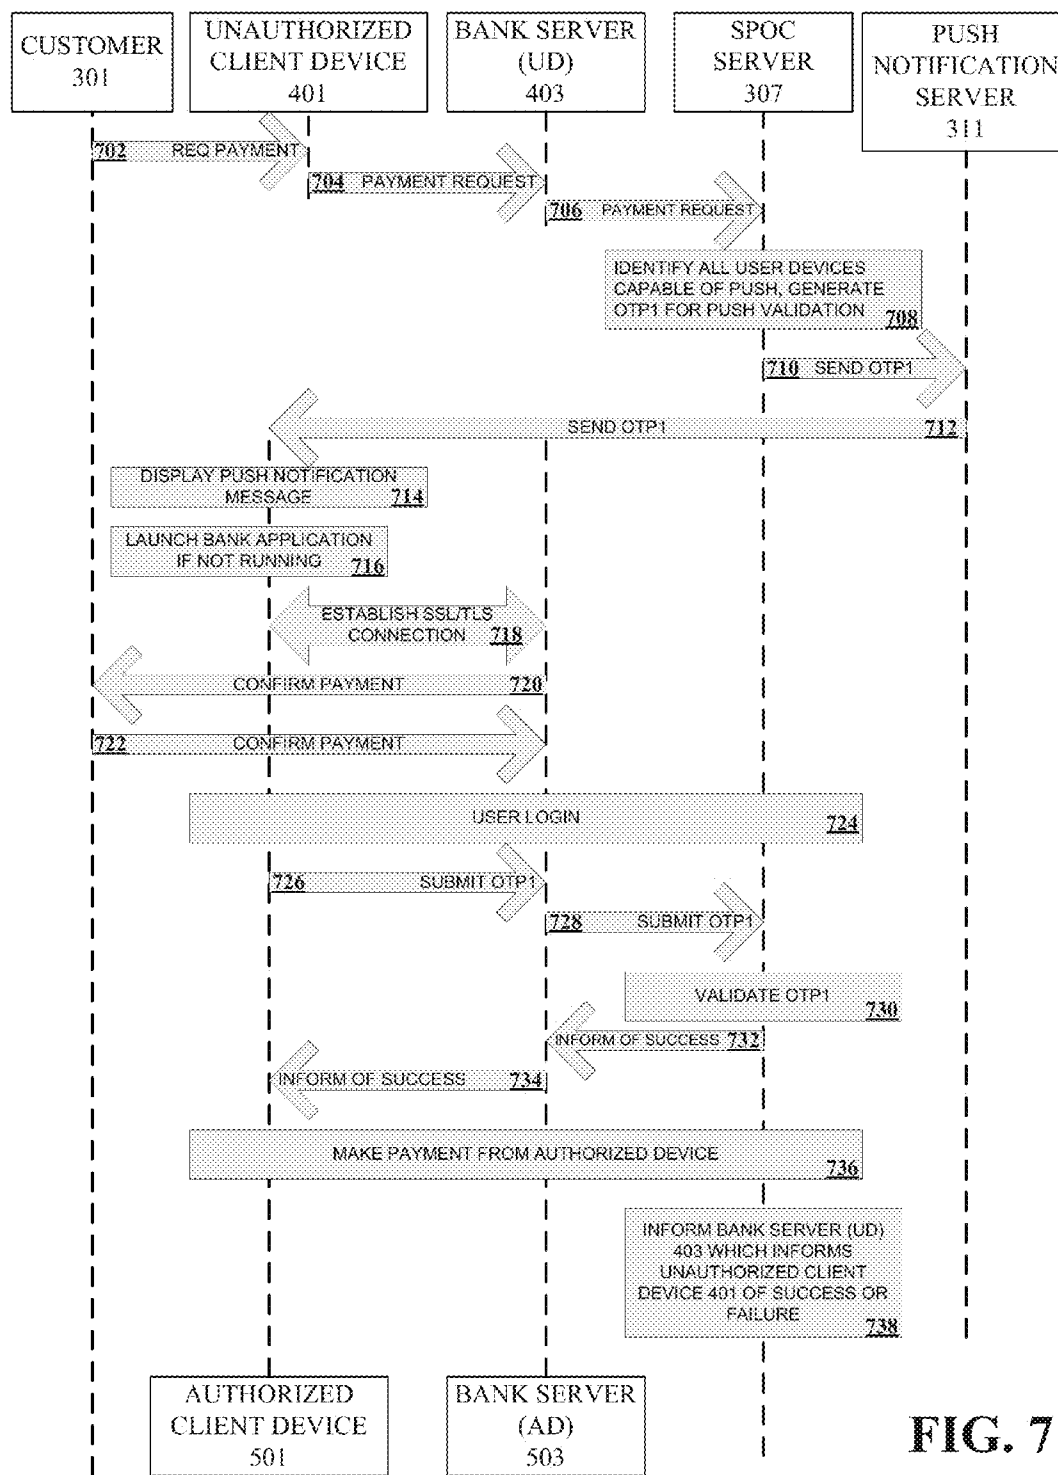 CUSTOMER
301
UNAUTHORIZED
CLIENT DEVICE
401
BANK SERVER
(UD)
403
SPOC
SERVER
307
PUSH
NOTIFICATION
SERVER
311
702 REQ PAYMENT
704 PAYMENT REQUEST
706 PAYMENT REQUEST
IDENTIFY ALL USER DEVICES
CAPABLE OF PUSH, GENERATE
OTP1 FOR PUSH VALIDATION 708
710 SEND OTP1
SEND OTP1 712
DISPLAY PUSH NOTIFICATION
MESSAGE 714
LAUNCH BANK APPLICATION
IF NOT RUNNING 716
ESTABLISH SSL/TLS
CONNECTION 718
CONFIRM PAYMENT 720
722 CONFIRM PAYMENT
USER LOGIN 724
726 SUBMIT OTP1
728 SUBMIT OTP1
VALIDATE OTP1 730
INFORM OF SUCCESS 732
INFORM OF SUCCESS 734
MAKE PAYMENT FROM AUTHORIZED DEVICE 736
INFORM BANK SERVER (UD)
403 WHICH INFORMS
UNAUTHORIZED CLIENT
DEVICE 401 OF SUCCESS OR
FAILURE 738
AUTHORIZED
CLIENT DEVICE
501
BANK SERVER
(AD)
503
FIG. 7